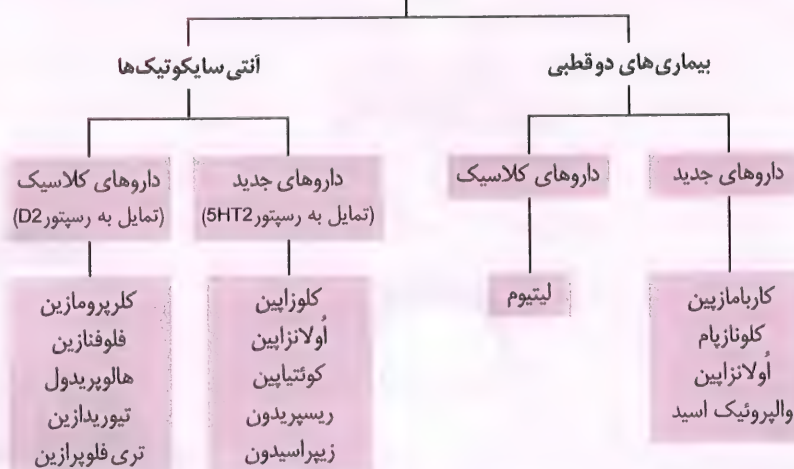 بیماری‌های دوقطبی
آنتی‌سایکوتیک‌ها
داروهای جدید
داروهای کلاسیک
داروهای جدید
(تمایل به رسپتور5HT2)
داروهای کلاسیک
(تمایل به رسپتورD2)
کاربامازپین
کلونازپام
اُولانزاپین
والپروئیک اسید
لیتیوم
کلوزاپین
اُولانزاپین
کوئتیاپین
ریسپریدون
زیپراسیدون
کلرپرومازین
فلوفنازین
هالوپریدول
تیوریدازین
تری فلوپرازین